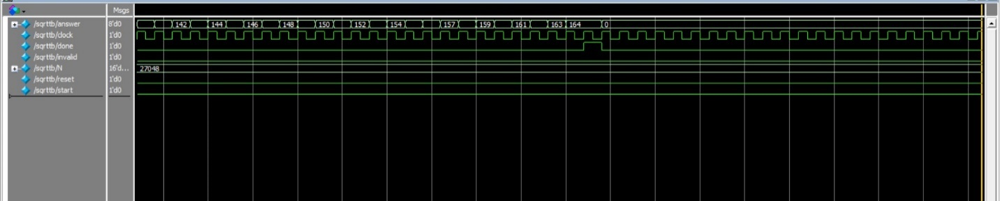 Msgs
/sqrttb/answer 8'd0 142 144 146 148 150 152 154 157 159 161 163 164 0
/sqrttb/clock 1'd0
/sqrttb/done 1'd0
/sqrttb/invalid 1'd0
/sqrttb/N 16'd... 27048
/sqrttb/reset 1'd0
/sqrttb/start 1'd0